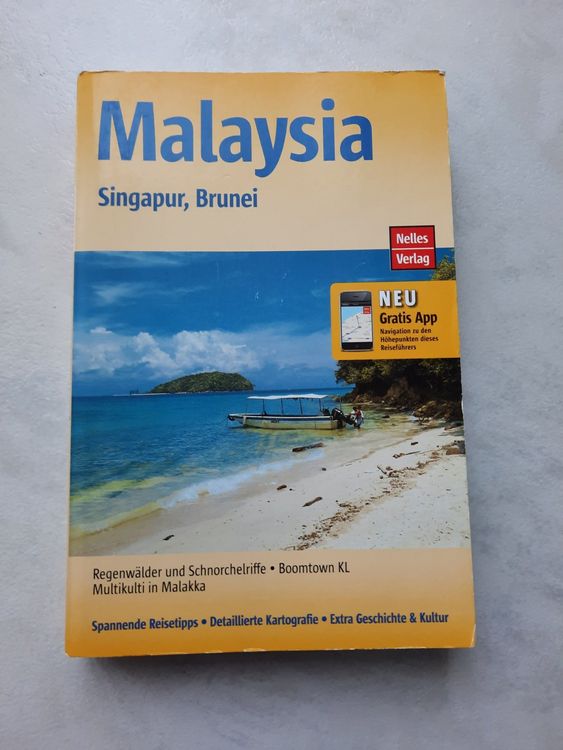 Malaysia
Singapur, Brunei
Nelles
Verlag
NEU
Gratis App
Navigation zu den
Höhepunkten dieses
Reiseführers
Regenwälder und Schnorchelriffe • Boomtown KL
Multikulti in Malakka
Spannende Reisetipps • Detaillierte Kartografie • Extra Geschichte & Kultur